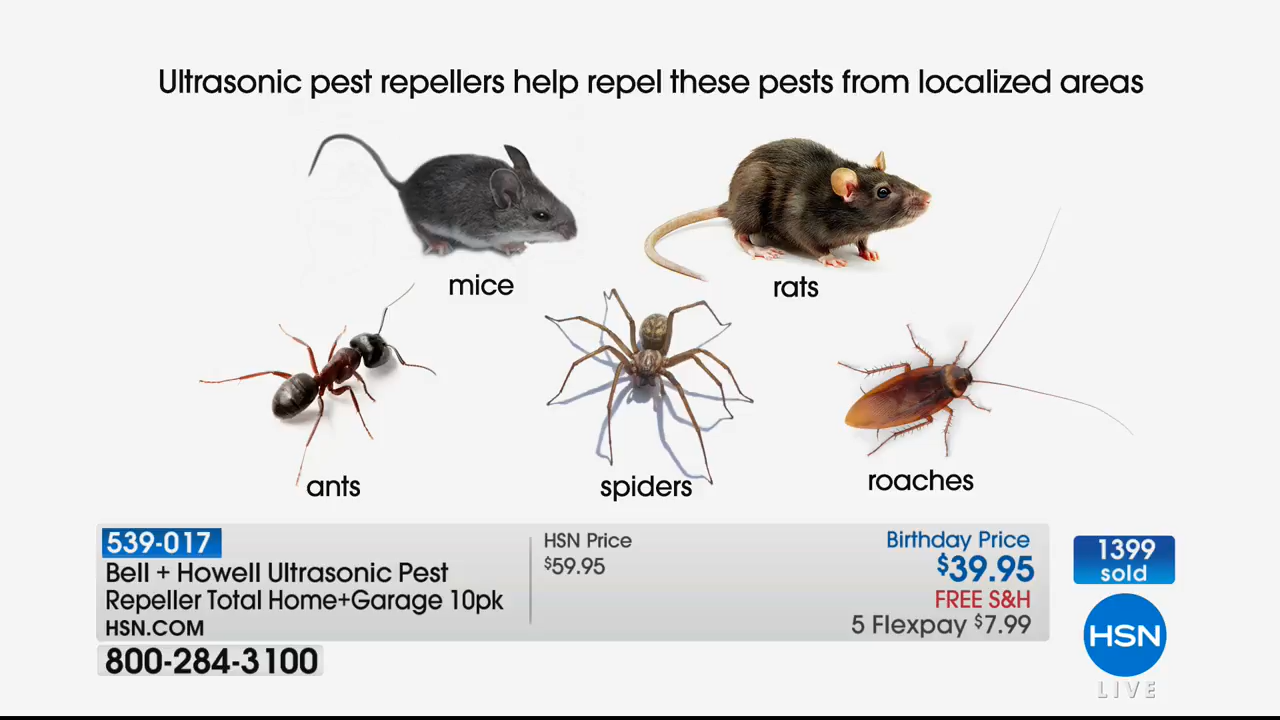 Ultrasonic pest repellers help repel these pests from localized areas
mice
rats
ants
spiders
roaches
539-017
Bell + Howell Ultrasonic Pest
Repeller Total Home+Garage 10pk
HSN.COM
800-284-3100
HSN Price
$59.95
Birthday Price
$39.95
FREE S&H
5 Flexpay $7.99
1399
sold
HSN
LIVE